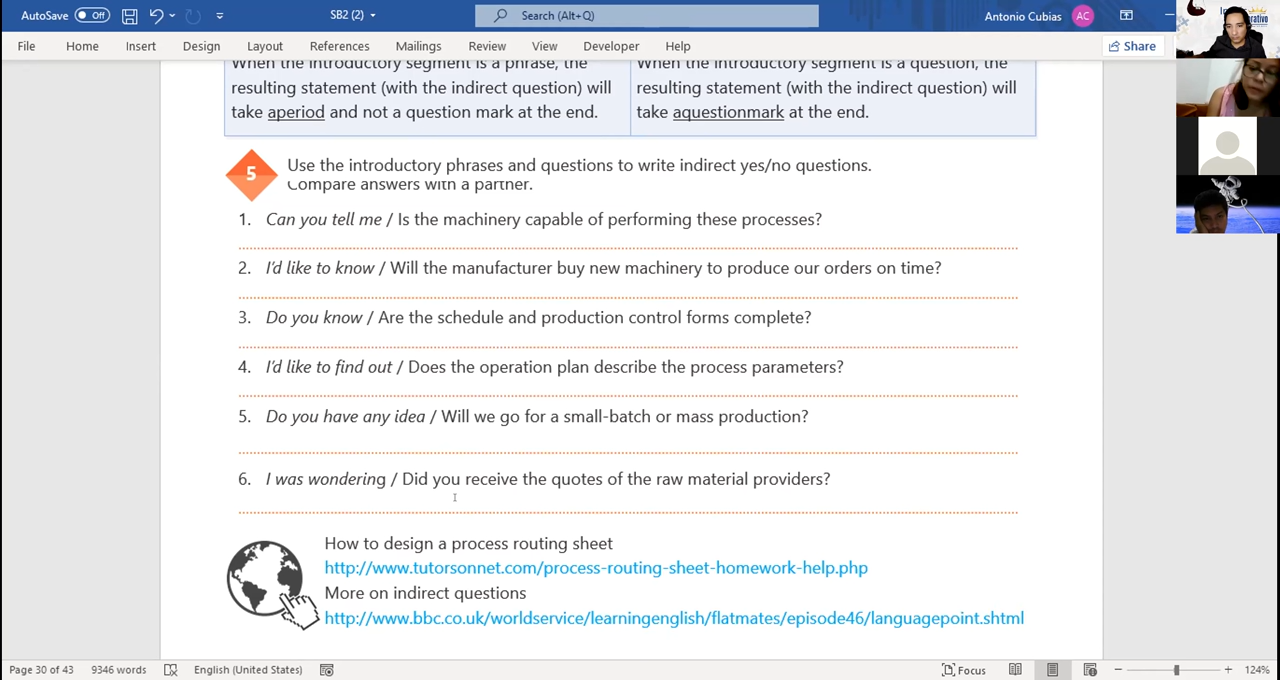 AutoSave Off SB2 (2) Search (Alt+Q) Antonio Cubias AC
File Home Insert Design Layout References Mailings Review View Developer Help Share
When the introductory segment is a phrase, the
resulting statement (with the indirect question) will
take aperiod and not a question mark at the end.
When the introductory segment is a question, the
resulting statement (with the indirect question) will
take aquestionmark at the end.
5 Use the introductory phrases and questions to write indirect yes/no questions.
Compare answers with a partner.
1. Can you tell me / Is the machinery capable of performing these processes?
2. I'd like to know / Will the manufacturer buy new machinery to produce our orders on time?
3. Do you know / Are the schedule and production control forms complete?
4. I'd like to find out / Does the operation plan describe the process parameters?
5. Do you have any idea / Will we go for a small-batch or mass production?
6. I was wondering / Did you receive the quotes of the raw material providers?
How to design a process routing sheet
http://www.tutorsonnet.com/process-routing-sheet-homework-help.php
More on indirect questions
http://www.bbc.co.uk/worldservice/learningenglish/flatmates/episode46/languagepoint.shtml
Page 30 of 43 9346 words English (United States) Focus 124%